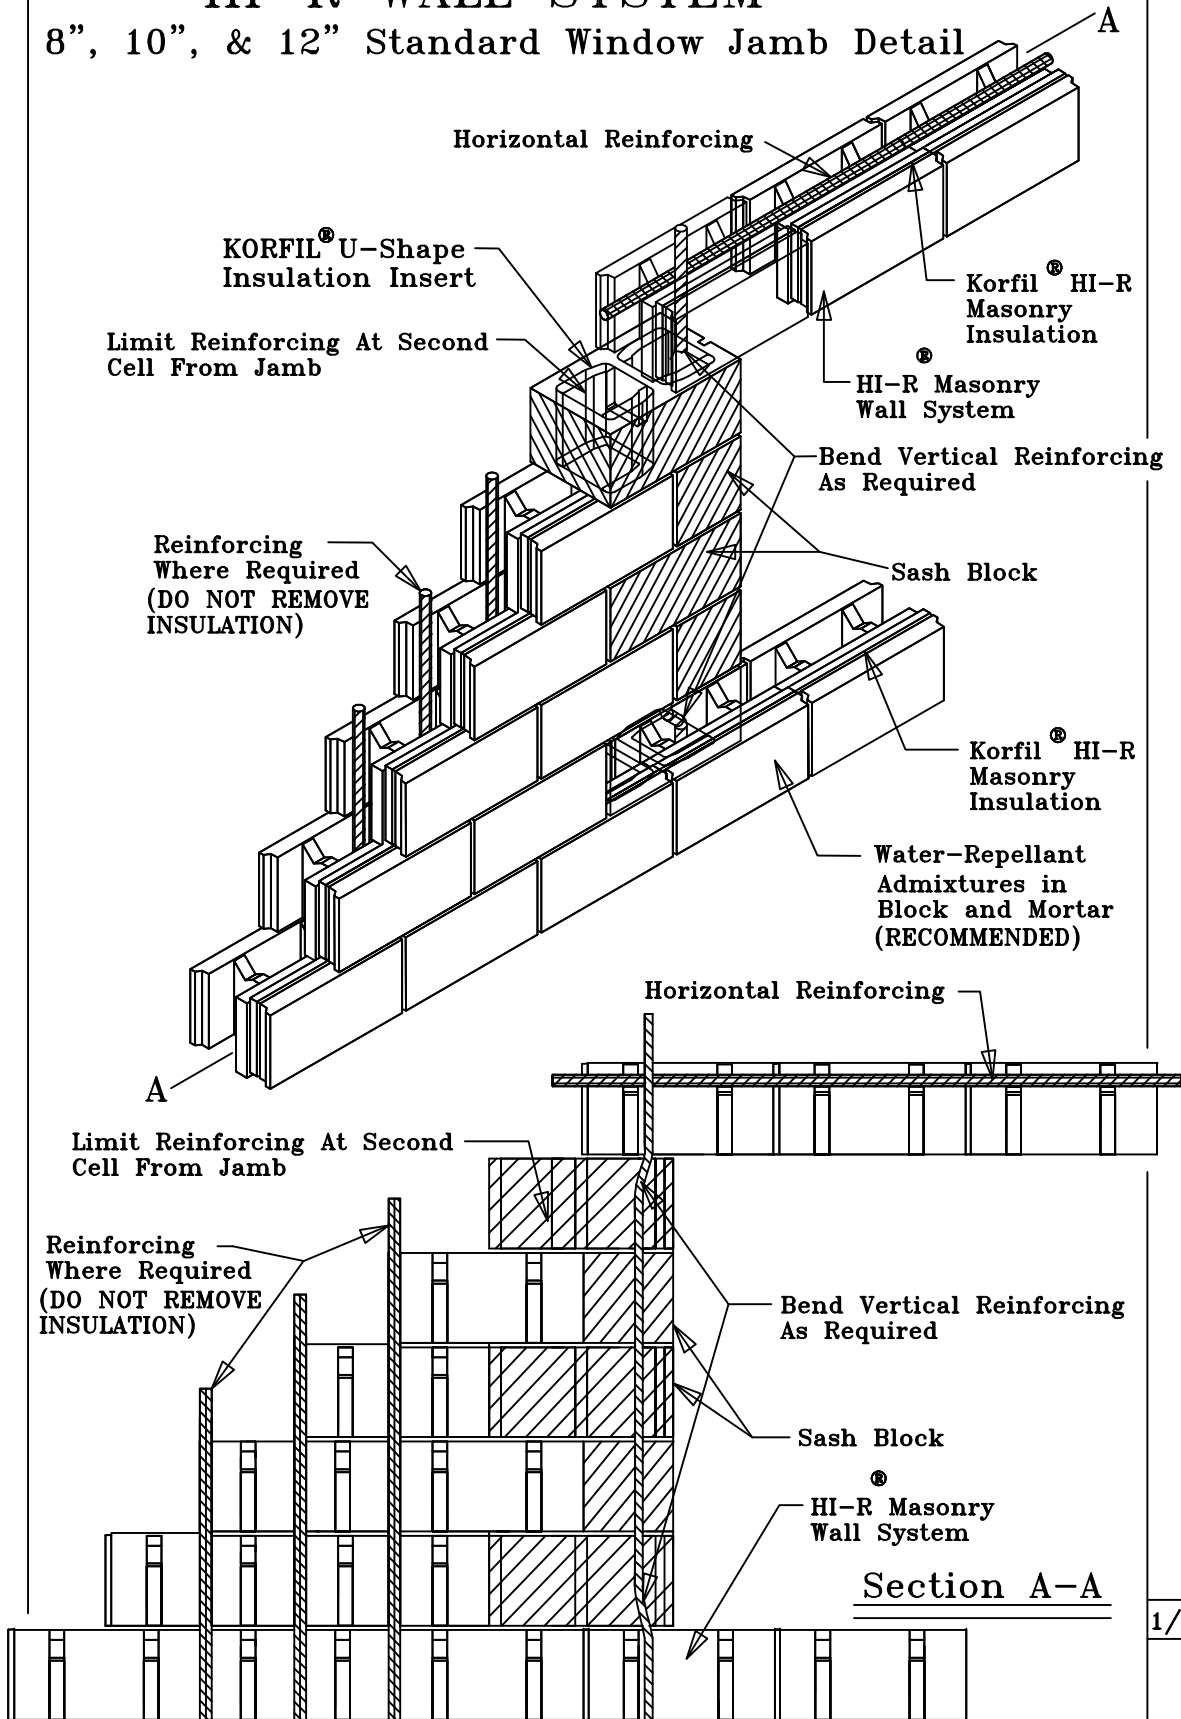 HI-R WALL SYSTEM
8”, 10”, & 12” Standard Window Jamb Detail
A
Horizontal Reinforcing
KORFIL® U-Shape
Insulation Insert
Limit Reinforcing At Second
Cell From Jamb
Korfil® HI-R
Masonry
Insulation
®
HI-R Masonry
Wall System
Bend Vertical Reinforcing
As Required
Reinforcing
Where Required
(DO NOT REMOVE
INSULATION)
Sash Block
Korfil® HI-R
Masonry
Insulation
Water-Repellant
Admixtures in
Block and Mortar
(RECOMMENDED)
A
Horizontal Reinforcing
Limit Reinforcing At Second
Cell From Jamb
Reinforcing
Where Required
(DO NOT REMOVE
INSULATION)
Bend Vertical Reinforcing
As Required
Sash Block
®
HI-R Masonry
Wall System
Section A-A
1/